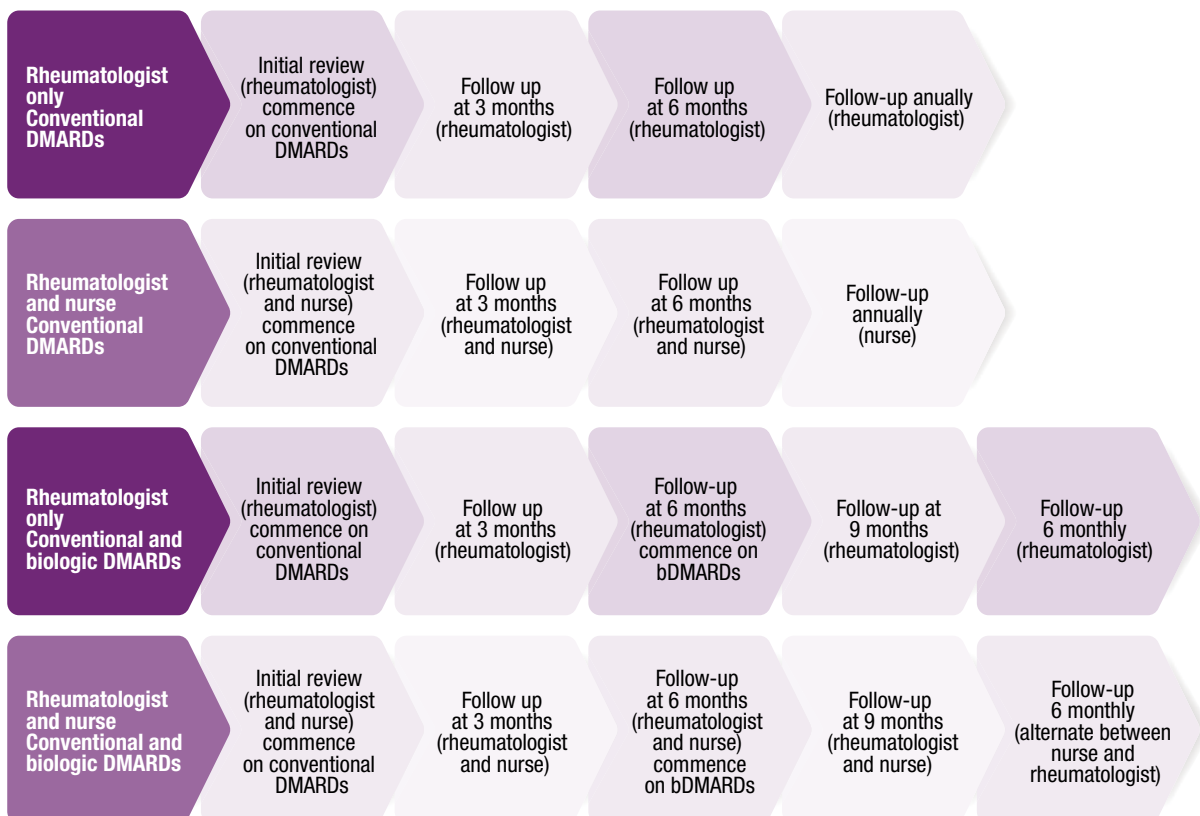 Rheumatologist
only
Conventional
DMARDs
Initial review
(rheumatologist)
commence
on conventional
DMARDs
Follow up
at 3 months
(rheumatologist)
Follow up
at 6 months
(rheumatologist)
Follow-up anually
(rheumatologist)
Rheumatologist
and nurse
Conventional
DMARDs
Initial review
(rheumatologist
and nurse)
commence
on conventional
DMARDs
Follow up
at 3 months
(rheumatologist
and nurse)
Follow up
at 6 months
(rheumatologist
and nurse)
Follow-up
annually
(nurse)
Rheumatologist
only
Conventional and
biologic DMARDs
Initial review
(rheumatologist)
commence on
conventional
DMARDs
Follow up
at 3 months
(rheumatologist)
Follow-up
at 6 months
(rheumatologist)
commence on
bDMARDs
Follow-up at
9 months
(rheumatologist)
Follow-up
6 monthly
(rheumatologist)
Rheumatologist
and nurse
Conventional and
biologic DMARDs
Initial review
(rheumatologist
and nurse)
commence
on conventional
DMARDs
Follow up
at 3 months
(rheumatologist
and nurse)
Follow-up
at 6 months
(rheumatologist
and nurse)
commence
on bDMARDs
Follow-up
at 9 months
(rheumatologist
and nurse)
Follow-up
6 monthly
(alternate between
nurse and
rheumatologist)